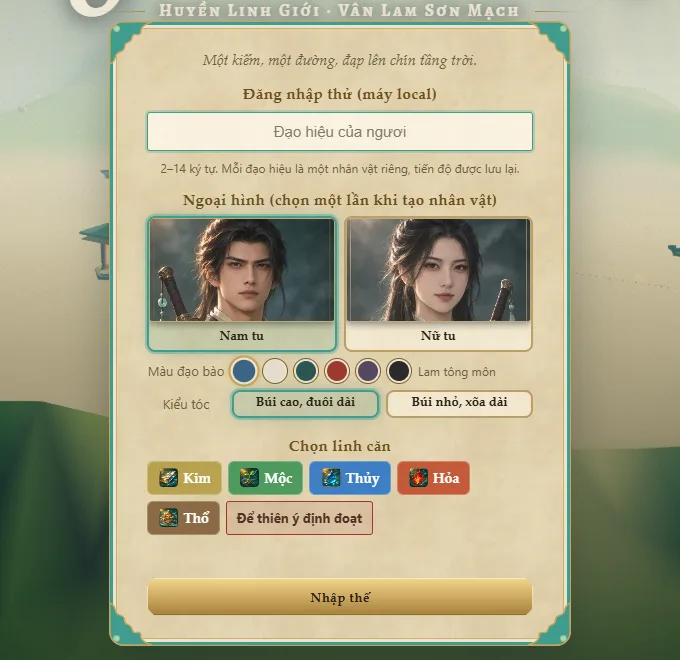 Huyền Linh Giới · Vân Lam Sơn Mạch
Một kiếm, một đường, đạp lên chín tầng trời.
Đăng nhập thử (máy local)
Đạo hiệu của ngươi
2–14 ký tự. Mỗi đạo hiệu là một nhân vật riêng, tiến độ được lưu lại.
Ngoại hình (chọn một lần khi tạo nhân vật)
Nam tu
Nữ tu
Màu đạo bào
Lam tông môn
Kiểu tóc
Búi cao, đuôi dài
Búi nhỏ, xõa dài
Chọn linh căn
Kim
Mộc
Thủy
Hỏa
Thổ
Để thiên ý định đoạt
Nhập thế